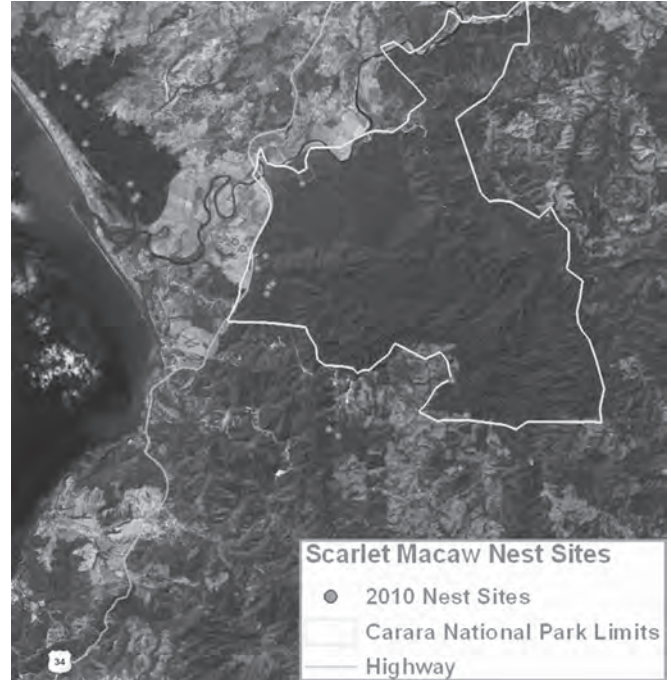 Scarlet Macaw Nest Sites
2010 Nest Sites
Carara National Park Limits
Highway
34